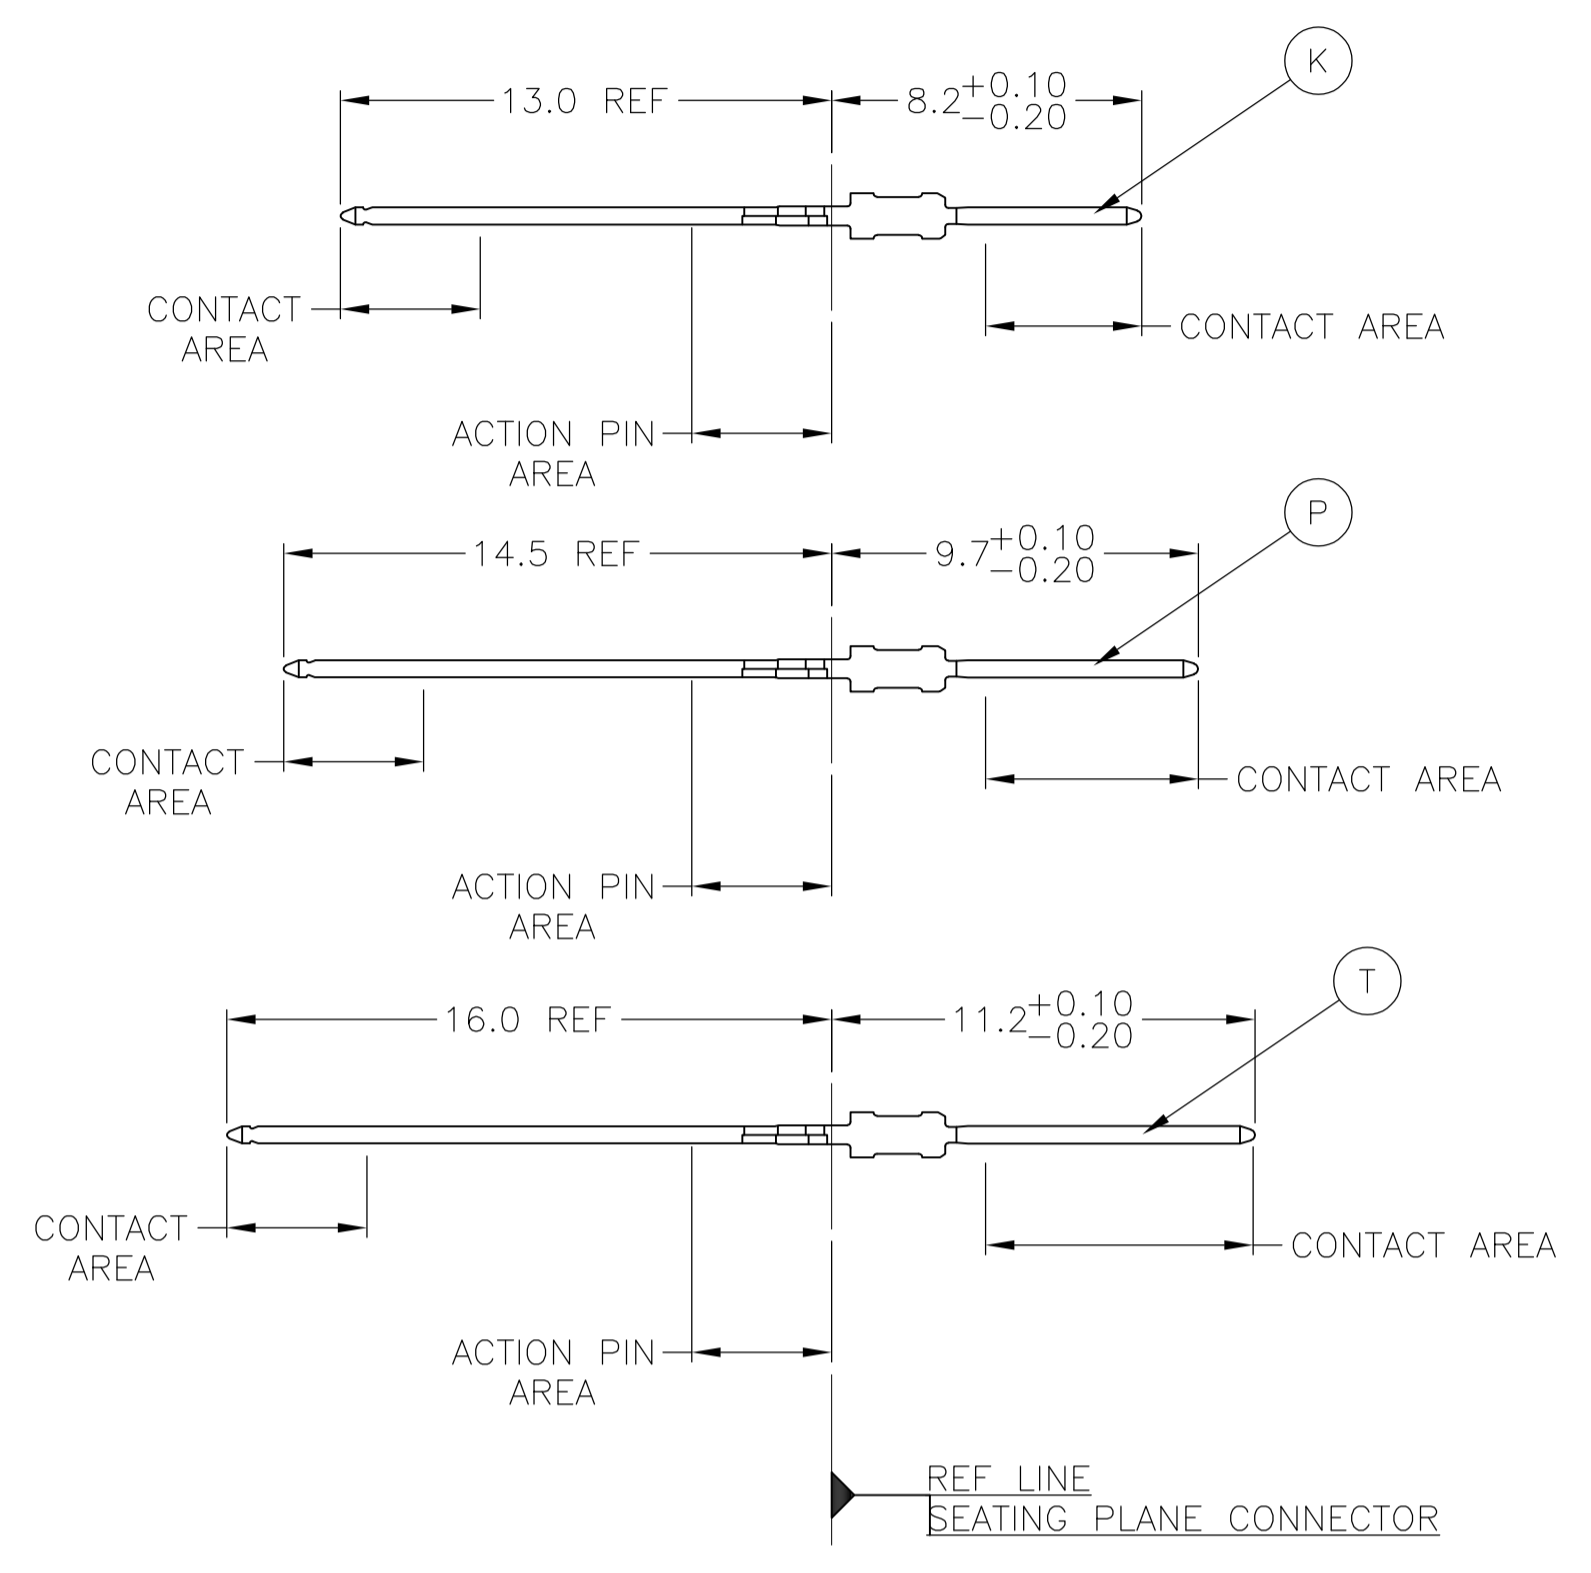 K
13.0 REF
8.2 +0.10
-0.20
CONTACT
AREA
CONTACT AREA
ACTION PIN
AREA
P
14.5 REF
9.7 +0.10
-0.20
CONTACT
AREA
CONTACT AREA
ACTION PIN
AREA
T
16.0 REF
11.2 +0.10
-0.20
CONTACT
AREA
CONTACT AREA
ACTION PIN
AREA
REF LINE
SEATING PLANE CONNECTOR